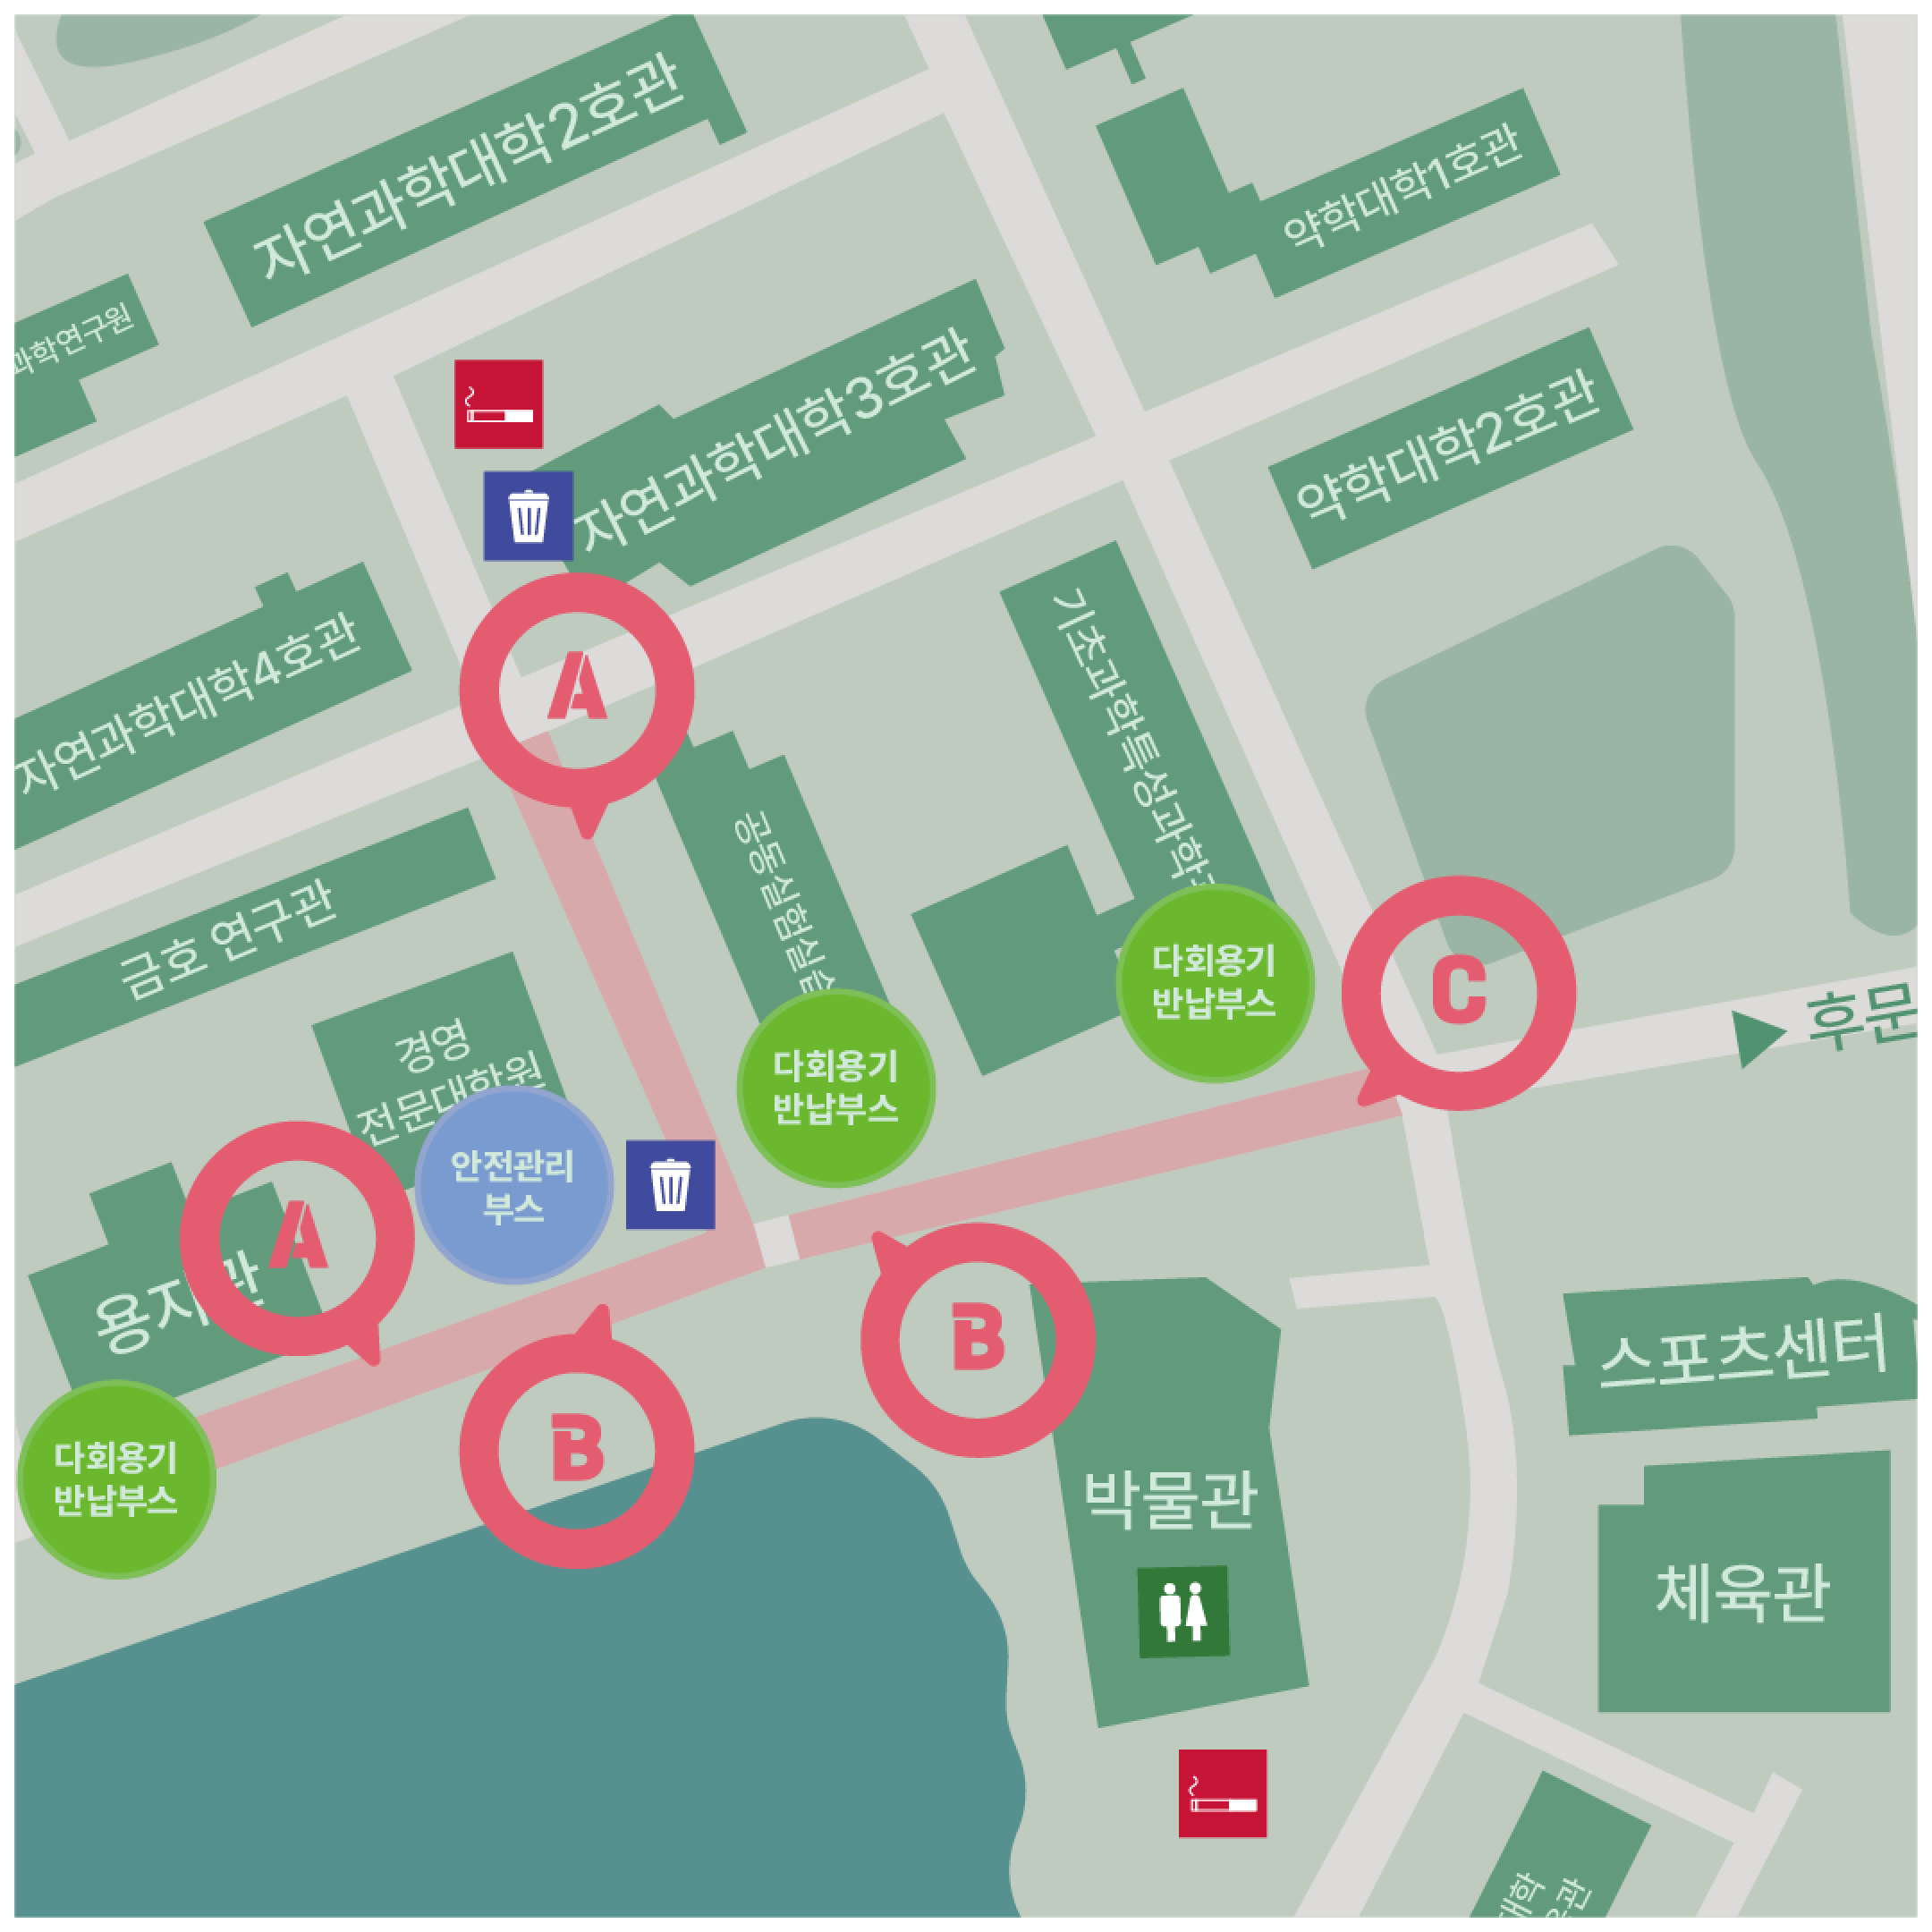 자연과학대학2호관
약학대학1호관
과학연구원
자연과학대학3호관
약학대학2호관
자연과학대학4호관
A
기초과학특성과학
공동실험실습
금호 연구관
다회용기
반납부스
C
후문
경영
전문대학원
다회용기
반납부스
안전관리
부스
A
용지관
B
스포츠센터
다회용기
반납부스
B
박물관
체육관